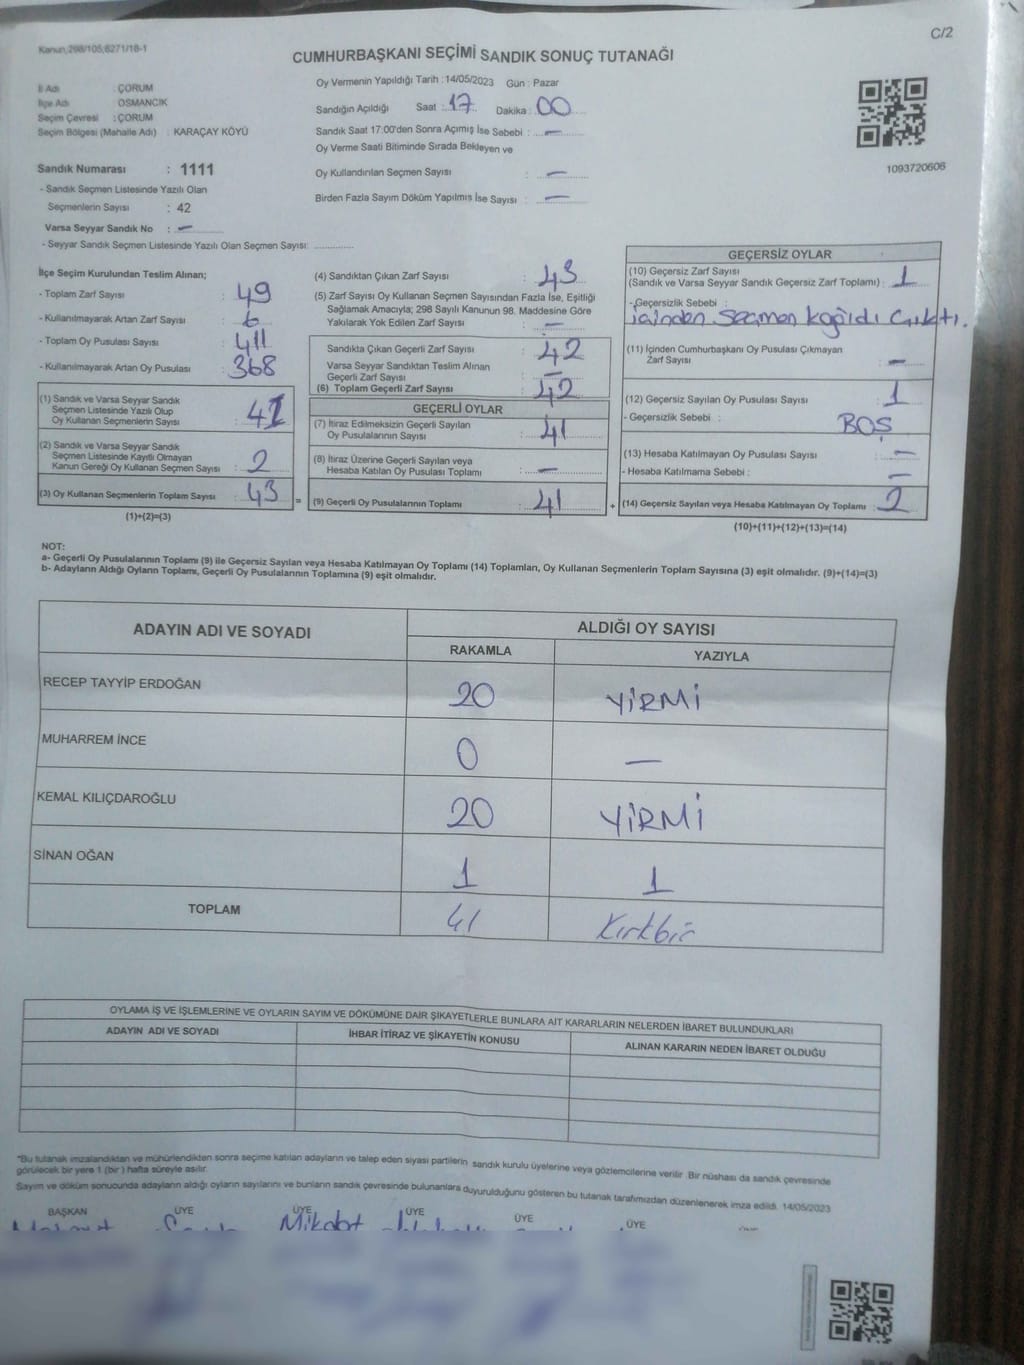 C/2
Kanun,298/105,6271/18-1
CUMHURBAŞKANI SEÇİMİ SANDIK SONUÇ TUTANAĞI
İl Adı : ÇORUM
İlçe Adı : OSMANCIK
Seçim Çevresi : ÇORUM
Seçim Bölgesi (Mahalle Adı) : KARAÇAY KÖYÜ
Sandık Numarası : 1111
- Sandık Seçmen Listesinde Yazılı Olan
Seçmenlerin Sayısı : 42
Varsa Seyyar Sandık No : —
- Seyyar Sandık Seçmen Listesinde Yazılı Olan Seçmen Sayısı: ..............
Oy Vermenin Yapıldığı Tarih :14/05/2023 Gün : Pazar
Sandığın Açıldığı Saat : 17 Dakika : 00
Sandık Saat 17:00'den Sonra Açımış İse Sebebi : —
Oy Verme Saati Bitiminde Sırada Bekleyen ve
Oy Kullandırılan Seçmen Sayısı : —
Birden Fazla Sayım Döküm Yapılmış İse Sayısı : —
1093720606
İlçe Seçim Kurulundan Teslim Alınan;
- Toplam Zarf Sayısı : 49
- Kullanılmayarak Artan Zarf Sayısı : 6
- Toplam Oy Pusulası Sayısı : 411
- Kullanılmayarak Artan Oy Pusulası : 368
(1) Sandık ve Varsa Seyyar Sandık
Seçmen Listesinde Yazılı Olup
Oy Kullanan Seçmenlerin Sayısı : 41
(2) Sandık ve Varsa Seyyar Sandık
Seçmen Listesinde Kayıtlı Olmayan
Kanun Gereği Oy Kullanan Seçmen Sayısı : 2
(3) Oy Kullanan Seçmenlerin Toplam Sayısı : 43 =
(1)+(2)=(3)
(4) Sandıktan Çıkan Zarf Sayısı : 43
(5) Zarf Sayısı Oy Kullanan Seçmen Sayısından Fazla İse, Eşitliği
Sağlamak Amacıyla; 298 Sayılı Kanunun 98. Maddesine Göre
Yakılarak Yok Edilen Zarf Sayısı : —
Sandıkta Çıkan Geçerli Zarf Sayısı : 42
Varsa Seyyar Sandıktan Teslim Alınan
Geçerli Zarf Sayısı : —
(6) Toplam Geçerli Zarf Sayısı : 42
GEÇERLİ OYLAR
(7) İtiraz Edilmeksizin Geçerli Sayılan
Oy Pusulalarının Sayısı : 41
(8) İtiraz Üzerine Geçerli Sayılan veya
Hesaba Katılan Oy Pusulası Toplamı : —
(9) Geçerli Oy Pusulalarının Toplamı : 41 +
GEÇERSİZ OYLAR
(10) Geçersiz Zarf Sayısı
(Sandık ve Varsa Seyyar Sandık Geçersiz Zarf Toplamı) : 1
- Geçersizlik Sebebi :
içinden seçmen kağıdı çıktı.
(11) İçinden Cumhurbaşkanı Oy Pusulası Çıkmayan
Zarf Sayısı : —
(12) Geçersiz Sayılan Oy Pusulası Sayısı : 1
- Geçersizlik Sebebi : BOŞ
(13) Hesaba Katılmayan Oy Pusulası Sayısı : —
- Hesaba Katılmama Sebebi : —
(14) Geçersiz Sayılan veya Hesaba Katılmayan Oy Toplamı : 2
(10)+(11)+(12)+(13)=(14)
NOT:
a- Geçerli Oy Pusulalarının Toplamı (9) ile Geçersiz Sayılan veya Hesaba Katılmayan Oy Toplamı (14) Toplamları, Oy Kullanan Seçmenlerin Toplam Sayısına (3) eşit olmalıdır. (9)+(14)=(3)
b- Adayların Aldığı Oyların Toplamı, Geçerli Oy Pusulalarının Toplamına (9) eşit olmalıdır.
ADAYIN ADI VE SOYADI ALDIĞI OY SAYISI
RAKAMLA YAZIYLA
RECEP TAYYİP ERDOĞAN 20 YİRMİ
MUHARREM İNCE 0 —
KEMAL KILIÇDAROĞLU 20 YİRMİ
SİNAN OĞAN 1 1
TOPLAM 41 Kırkbir
OYLAMA İŞ VE İŞLEMLERİNE VE OYLARIN SAYIM VE DÖKÜMÜNE DAİR ŞİKAYETLERLE BUNLARA AİT KARARLARIN NELERDEN İBARET BULUNDUKLARI
ADAYIN ADI VE SOYADI İHBAR İTİRAZ VE ŞİKAYETİN KONUSU ALINAN KARARIN NEDEN İBARET OLDUĞU
*Bu tutanak imzalandıktan ve mühürlendikten sonra seçime katılan adayların ve talep eden siyasi partilerin sandık kurulu üyelerine veya gözlemcilerine verilir. Bir nüshası da sandık çevresinde
görülecek bir yere 1 (bir ) hafta süreyle asılır.
Sayım ve döküm sonucunda adayların aldığı oyların sayılarını ve bunların sandık çevresinde bulunanlara duyurulduğunu gösteren bu tutanak tarafımızdan düzenlenerek imza edildi. 14/05/2023
BAŞKAN ÜYE ÜYE ÜYE ÜYE ÜYE
Mikdat